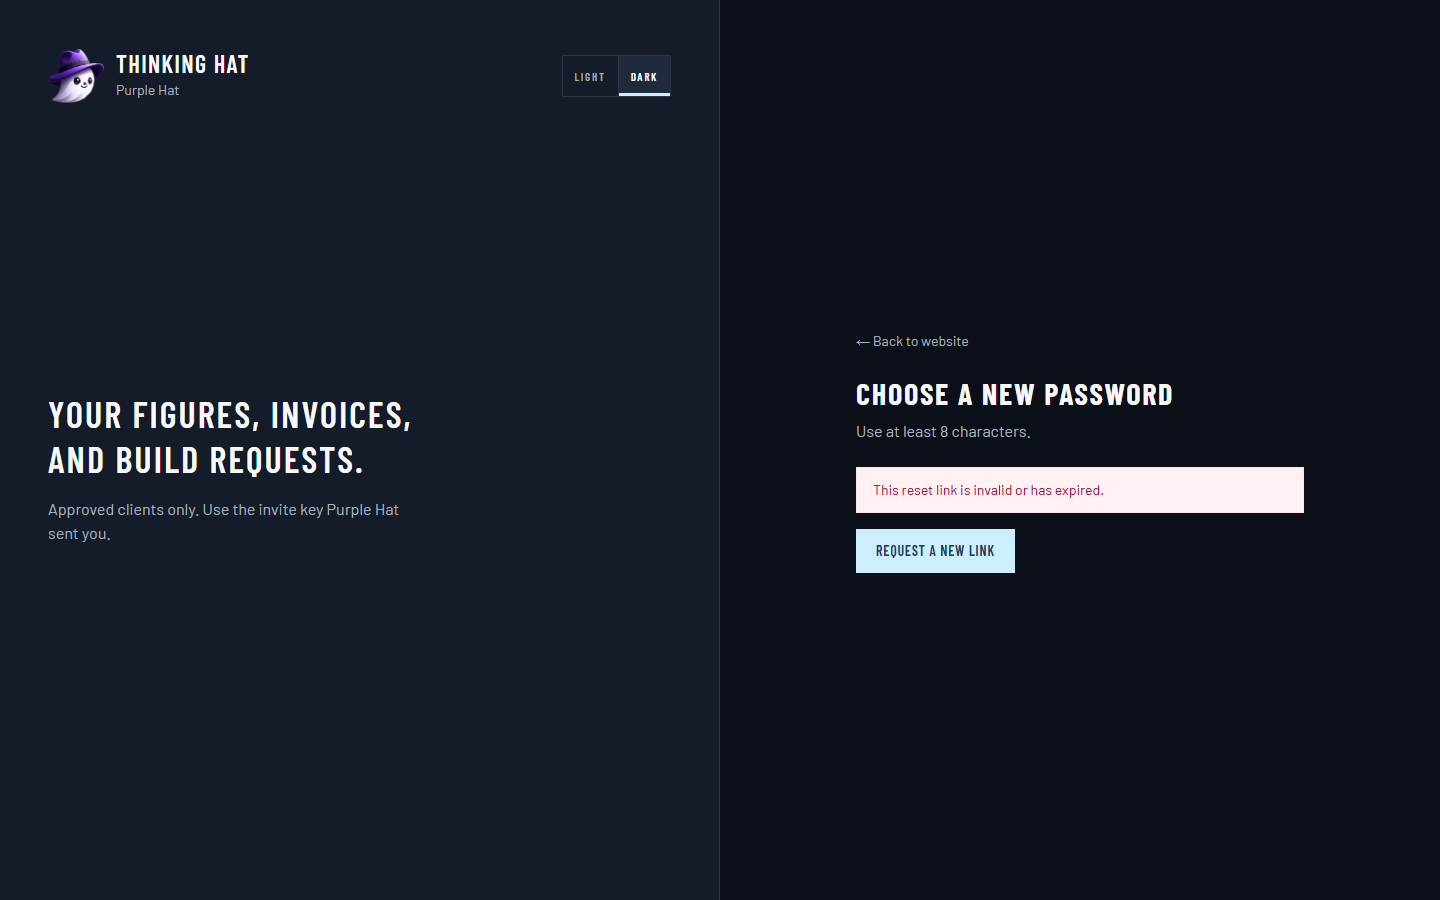 THINKING HAT
Purple Hat
LIGHT
DARK
YOUR FIGURES, INVOICES,
AND BUILD REQUESTS.
Approved clients only. Use the invite key Purple Hat
sent you.
← Back to website
CHOOSE A NEW PASSWORD
Use at least 8 characters.
This reset link is invalid or has expired.
REQUEST A NEW LINK